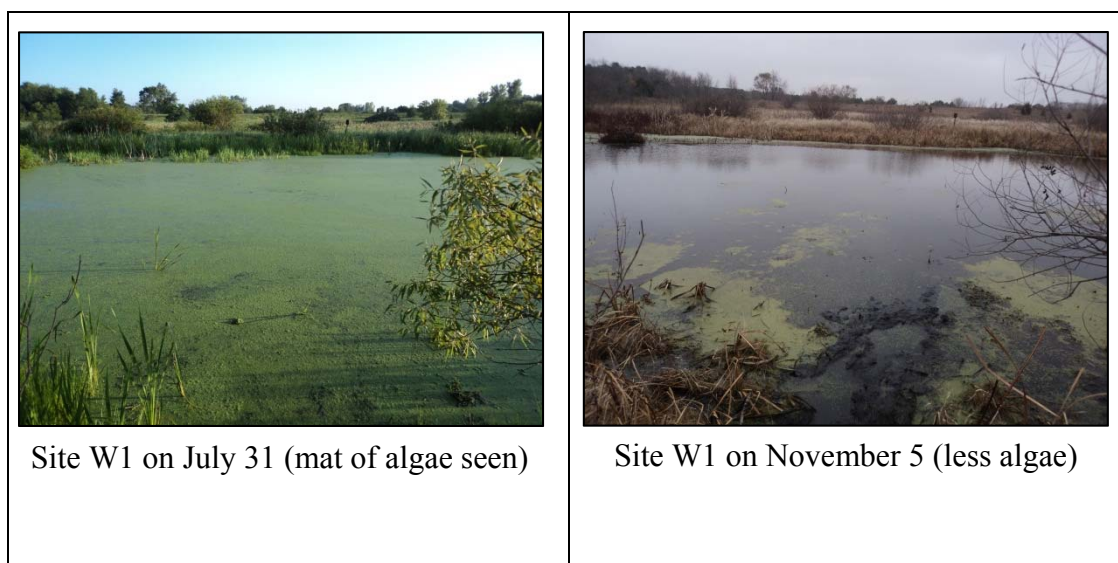 Site W1 on July 31 (mat of algae seen)
Site W1 on November 5 (less algae)